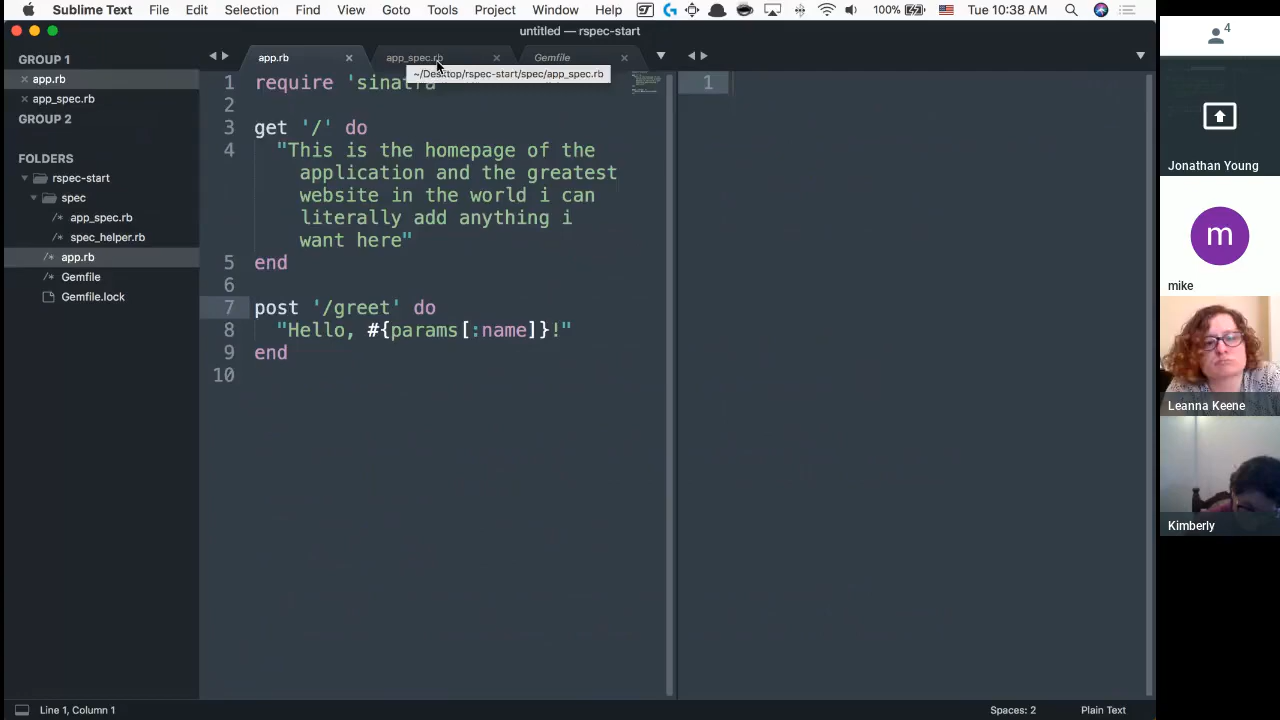 Sublime Text File Edit Selection Find View Goto Tools Project Window Help 100% Tue 10:38 AM
untitled — rspec-start
GROUP 1
app.rb
app_spec.rb
GROUP 2
FOLDERS
rspec-start
spec
/* app_spec.rb
/* spec_helper.rb
/* app.rb
/* Gemfile
Gemfile.lock
app.rb app_spec.rb Gemfile
~/Desktop/rspec-start/spec/app_spec.rb
1 require 'sinatra
2
3 get '/' do
4 "This is the homepage of the
application and the greatest
website in the world i can
literally add anything i
want here"
5 end
6
7 post '/greet' do
8 "Hello, #{params[:name]}!"
9 end
10
1
Line 1, Column 1
Spaces: 2 Plain Text
4
Jonathan Young
m
mike
Leanna Keene
Kimberly